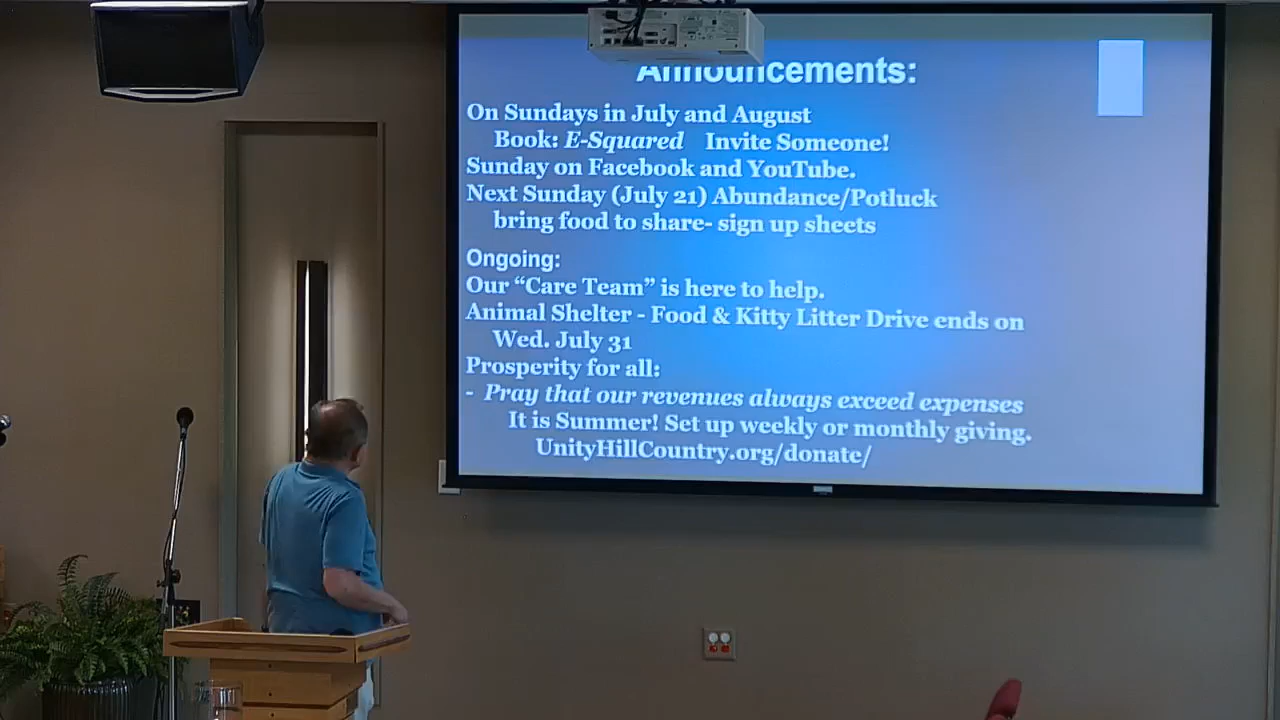 Announcements:
On Sundays in July and August
Book: E-Squared Invite Someone!
Sunday on Facebook and YouTube.
Next Sunday (July 21) Abundance/Potluck
bring food to share- sign up sheets
Ongoing:
Our “Care Team” is here to help.
Animal Shelter - Food & Kitty Litter Drive ends on
Wed. July 31
Prosperity for all:
- Pray that our revenues always exceed expenses
It is Summer! Set up weekly or monthly giving.
UnityHillCountry.org/donate/